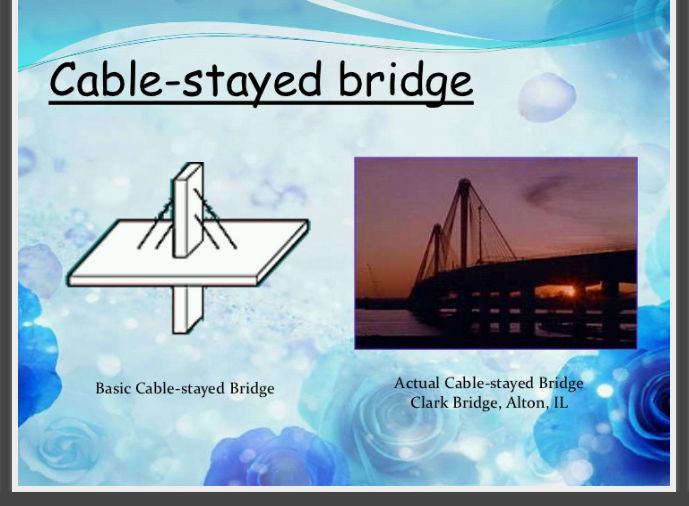 Cable-stayed bridge
Basic Cable-stayed Bridge
Actual Cable-stayed Bridge
Clark Bridge, Alton, IL